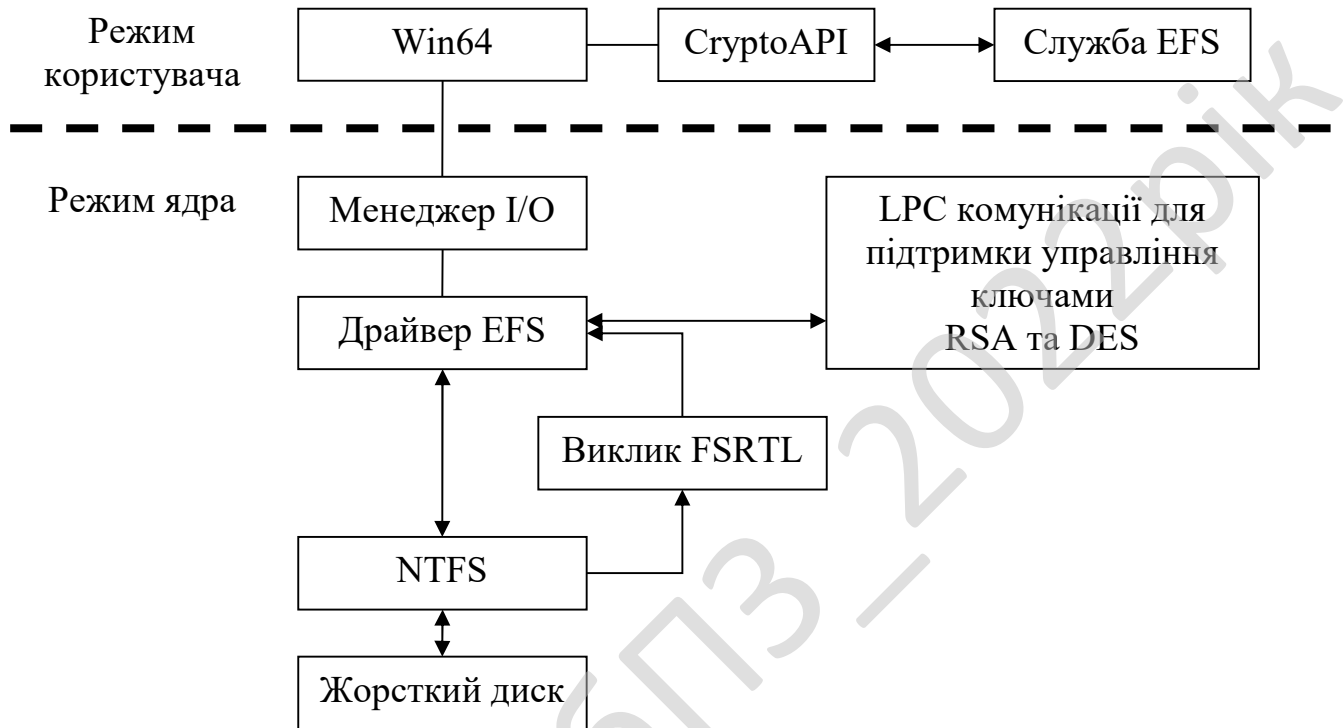 Режим
користувача
Win64
CryptoAPI
Служба EFS
Режим ядра
Менеджер I/O
LPC комунікації для
підтримки управління
ключами
RSA та DES
Драйвер EFS
Виклик FSRTL
NTFS
Жорсткий диск
бПЗ_2022рік